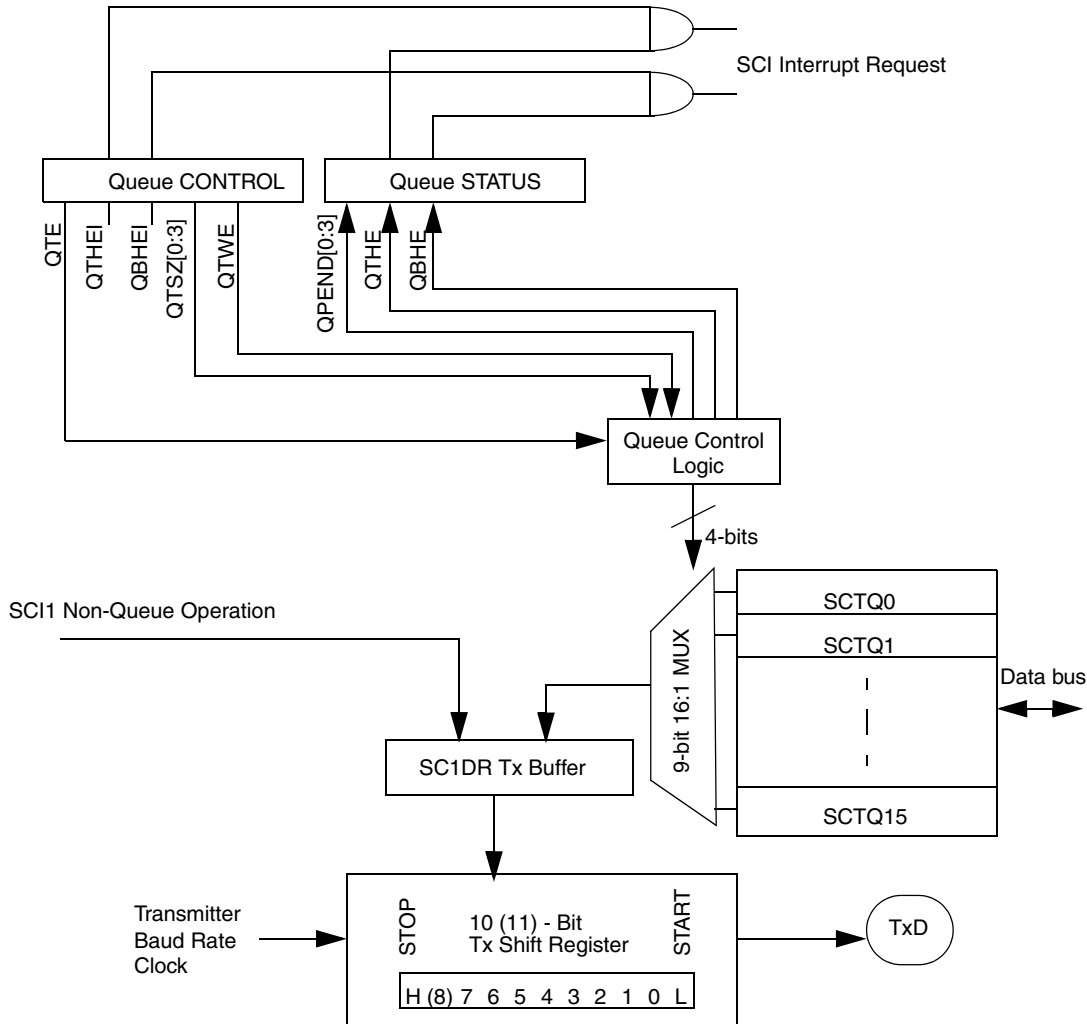 SCI Interrupt Request
Queue CONTROL
Queue STATUS
QTE
QTHEI
QBHEI
QTSZ[0:3]
QTWE
QPEND[0:3]
QTHE
QBHE
Queue Control
Logic
4-bits
SCI1 Non-Queue Operation
9-bit 16:1 MUX
SCTQ0
SCTQ1
SCTQ15
Data bus
SC1DR Tx Buffer
Transmitter
Baud Rate
Clock
STOP
10 (11) - Bit
Tx Shift Register
START
H (8) 7 6 5 4 3 2 1 0 L
TxD